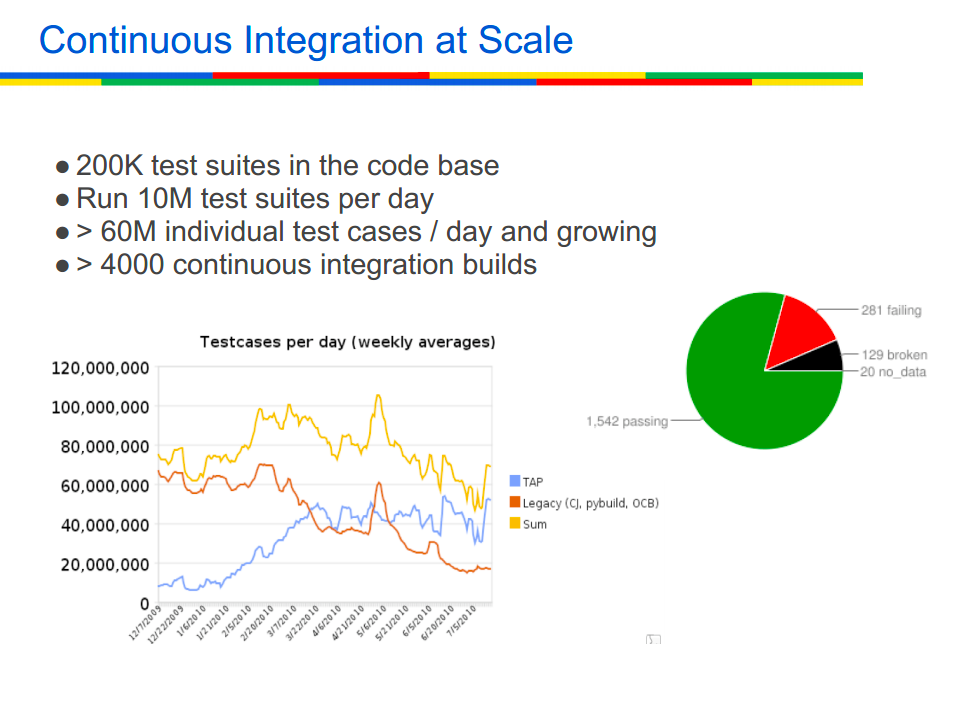 Continuous Integration at Scale
● 200K test suites in the code base
● Run 10M test suites per day
● > 60M individual test cases / day and growing
● > 4000 continuous integration builds
Testcases per day (weekly averages)
120,000,000
100,000,000
80,000,000
60,000,000
40,000,000
20,000,000
0
12/7/2009
12/22/2009
1/6/2010
1/21/2010
2/5/2010
2/20/2010
3/7/2010
3/22/2010
4/6/2010
4/21/2010
5/6/2010
5/21/2010
6/5/2010
6/20/2010
7/5/2010
TAP
Legacy (CJ, pybuild, OCB)
Sum
281 failing
129 broken
20 no_data
1,542 passing